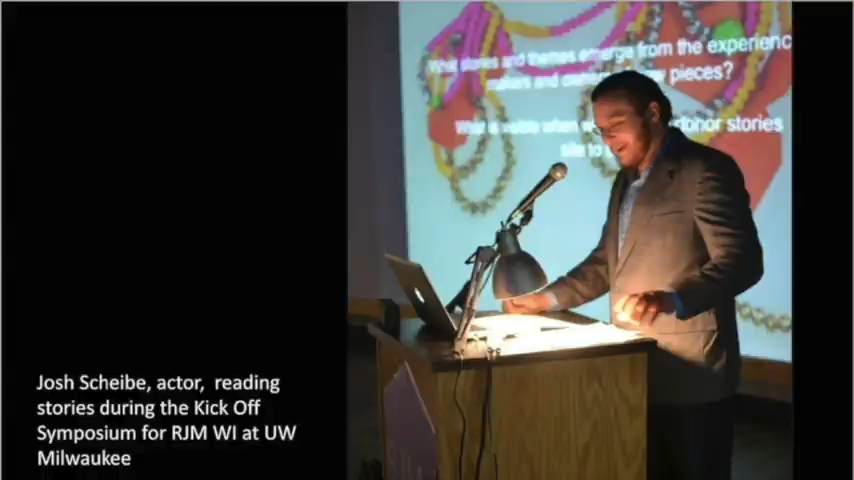 What stories and themes emerge from the experienc
makers and pieces?
What is visible when donor stories
site to
Josh Scheibe, actor, reading
stories during the Kick Off
Symposium for RJM WI at UW
Milwaukee